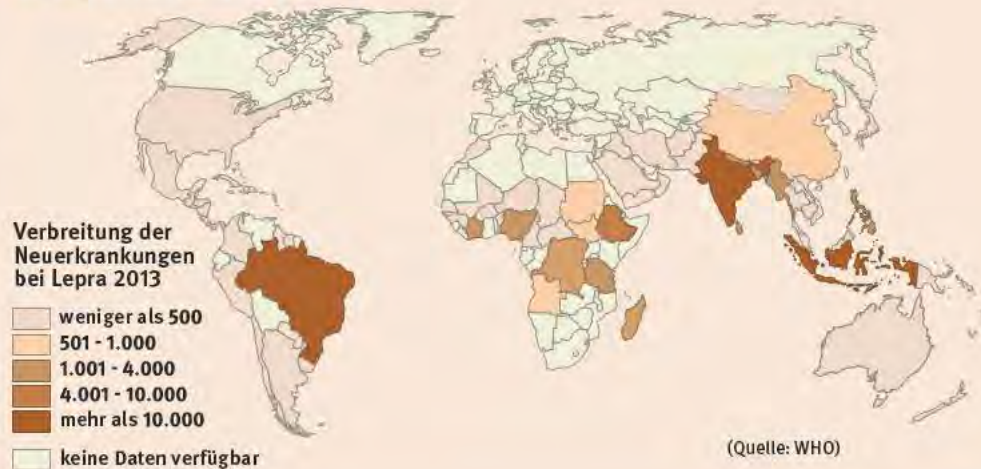 Verbreitung der
Neuerkrankungen
bei Lepra 2013
weniger als 500
501 - 1.000
1.001 - 4.000
4.001 - 10.000
mehr als 10.000
keine Daten verfügbar
(Quelle: WHO)